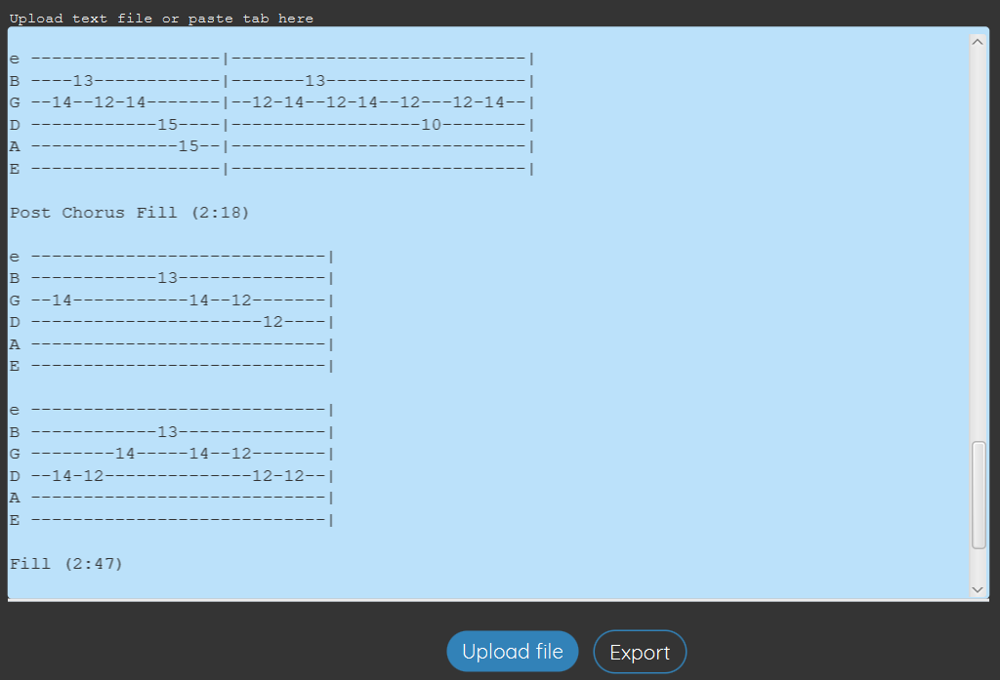 Upload text file or paste tab here
e ------------------|----------------------------|
B ----13------------|-------13-------------------|
G --14--12-14-------|--12-14--12-14--12---12-14--|
D ------------15----|------------------10--------|
A --------------15--|----------------------------|
E ------------------|----------------------------|
Post Chorus Fill (2:18)
e ----------------------------|
B ------------13--------------|
G --14-----------14--12-------|
D ----------------------12----|
A ----------------------------|
E ----------------------------|
e ----------------------------|
B ------------13--------------|
G --------14-----14--12-------|
D --14-12--------------12-12--|
A ----------------------------|
E ----------------------------|
Fill (2:47)
Upload file Export